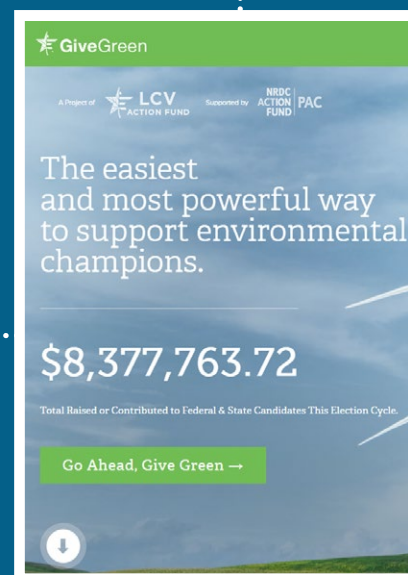 GiveGreen
A Project of LCV ACTION FUND Supported by NRDC ACTION FUND PAC
The easiest
and most powerful way
to support environmental
champions.
$8,377,763.72
Total Raised or Contributed to Federal & State Candidates This Election Cycle.
Go Ahead, Give Green →